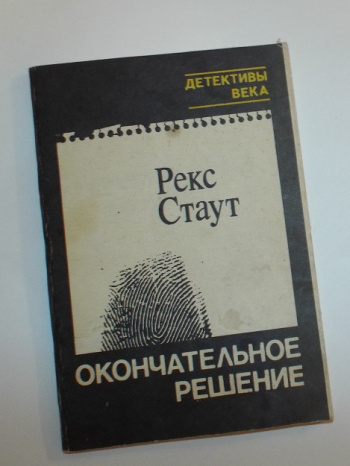 ДЕТЕКТИВЫ
ВЕКА
Рекс
Стаут
ОКОНЧАТЕЛЬНОЕ
РЕШЕНИЕ